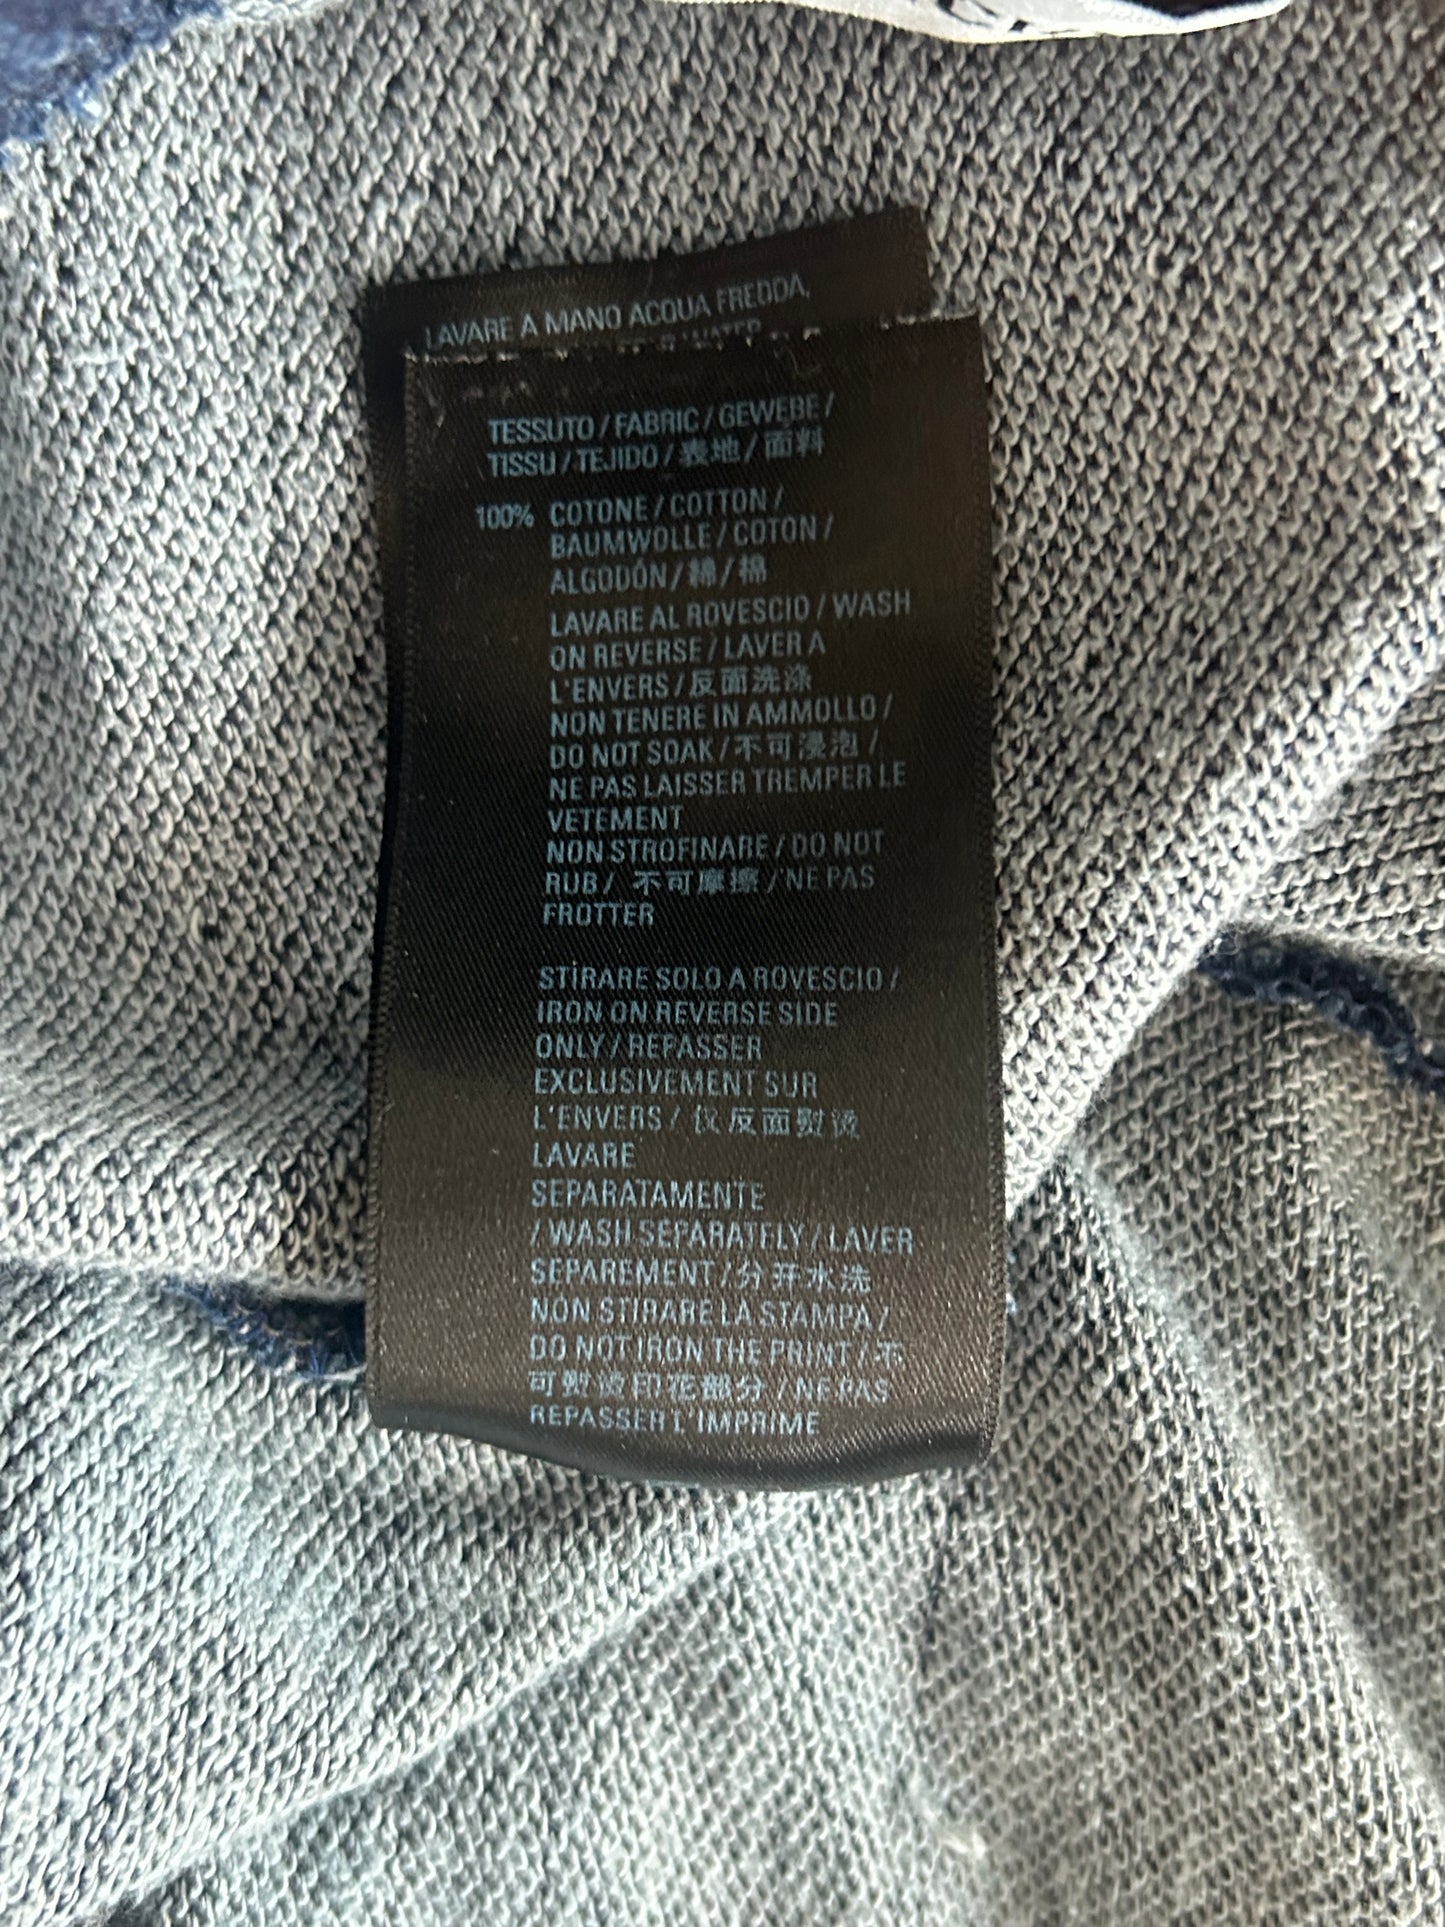 LAVARE A MANO ACQUA FREDDA,
WATER
TESSUTO / FABRIC / GEWEBE /
TISSU / TEJIDO / 表地 / 面料
100% COTONE / COTTON /
BAUMWOLLE / COTON /
ALGODÓN / 綿 / 棉
LAVARE AL ROVESCIO / WASH
ON REVERSE / LAVER A
L'ENVERS / 反面洗涤
NON TENERE IN AMMOLLO /
DO NOT SOAK / 不可浸泡 /
NE PAS LAISSER TREMPER LE
VETEMENT
NON STROFINARE / DO NOT
RUB / 不可摩擦 / NE PAS
FROTTER
STIRARE SOLO A ROVESCIO /
IRON ON REVERSE SIDE
ONLY / REPASSER
EXCLUSIVEMENT SUR
L'ENVERS / 仅反面熨烫
LAVARE
SEPARATAMENTE
/ WASH SEPARATELY / LAVER
SEPAREMENT / 分开水洗
NON STIRARE LA STAMPA /
DO NOT IRON THE PRINT / 不
可熨烫印花部分 / NE PAS
REPASSER L'IMPRIME